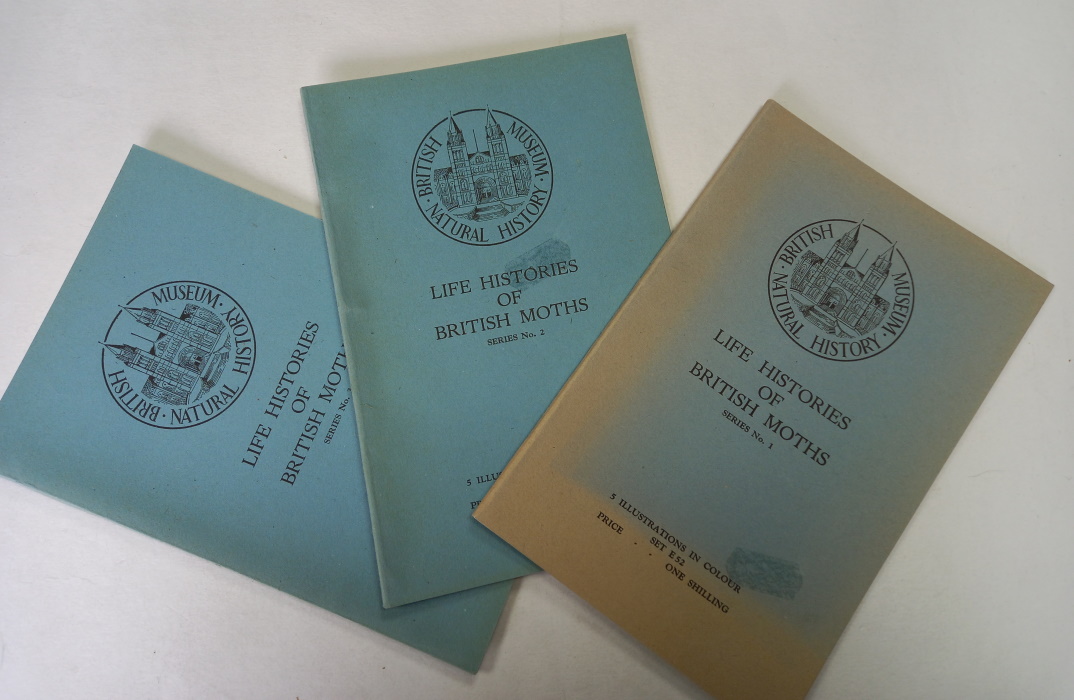 BRITISH MUSEUM
· NATURAL HISTORY ·
LIFE HISTORIES
OF
BRITISH MOTH
SERIES No.
BRITISH MUSEUM
· NATURAL HISTORY ·
LIFE HISTORIES
OF
BRITISH MOTHS
SERIES No. 2
5 ILLU
BRITISH MUSEUM
· NATURAL HISTORY ·
LIFE HISTORIES
OF
BRITISH MOTHS
SERIES No. 1
5 ILLUSTRATIONS IN COLOUR
SET E 52
PRICE - - ONE SHILLING